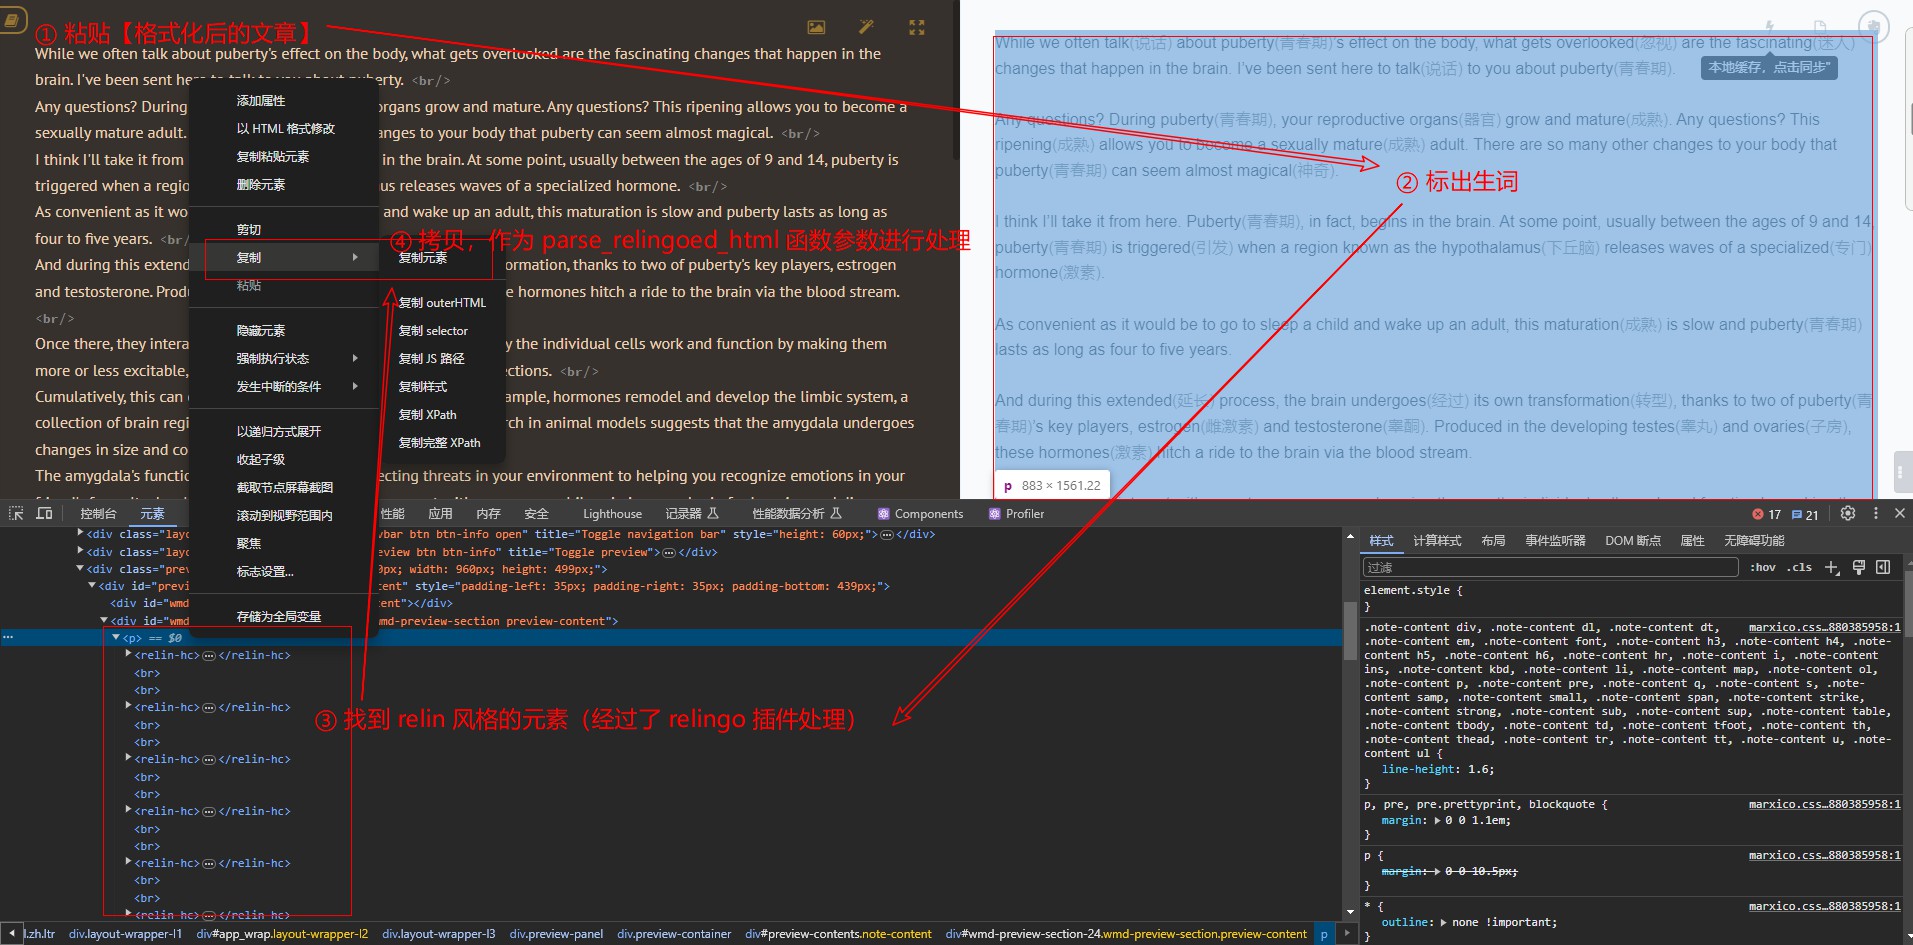 ① 粘贴【格式化后的文章】
While we often talk about puberty's effect on the body, what gets overlooked are the fascinating changes that happen in the
brain. I've been sent here to talk to you about puberty. <br/>
Any questions? During
organs grow and mature. Any questions? This ripening allows you to become a
sexually mature adult.
nges to your body that puberty can seem almost magical. <br/>
I think I'll take it from
in the brain. At some point, usually between the ages of 9 and 14, puberty is
triggered when a regio
us releases waves of a specialized hormone. <br/>
As convenient as it wo
and wake up an adult, this maturation is slow and puberty lasts as long as
four to five years. <br/
And during this extend
formation, thanks to two of puberty's key players, estrogen
and testosterone. Produ
e hormones hitch a ride to the brain via the blood stream.
<br/>
Once there, they intera
y the individual cells work and function by making them
more or less excitable,
ections. <br/>
Cumulatively, this can
ample, hormones remodel and develop the limbic system, a
collection of brain regi
rch in animal models suggests that the amygdala undergoes
changes in size and co
The amygdala's functio
ecting threats in your environment to helping you recognize emotions in your
添加属性
以 HTML 格式修改
复制粘贴元素
删除元素
剪切
复制
粘贴
隐藏元素
强制执行状态
发生中断的条件
以递归方式展开
收起子级
截取节点屏幕截图
滚动到视野范围内
聚焦
标志设置...
存储为全局变量
④ 拷贝，作为 parse_relingoed_html 函数参数进行处理
复制元素
复制 outerHTML
复制 selector
复制 JS 路径
复制样式
复制 XPath
复制完整 XPath
While we often talk(说话) about puberty(青春期)'s effect on the body, what gets overlooked(忽视) are the fascinating(迷人)
changes that happen in the brain. I've been sent here to talk(说话) to you about puberty(青春期).
本地缓存，点击同步"
Any questions? During puberty(青春期), your reproductive organs(器官) grow and mature(成熟). Any questions? This
ripening(成熟) allows you to become a sexually mature(成熟) adult. There are so many other changes to your body that
puberty(青春期) can seem almost magical(神奇).
② 标出生词
I think I'll take it from here. Puberty(青春期), in fact, begins in the brain. At some point, usually between the ages of 9 and 14,
puberty(青春期) is triggered(引发) when a region known as the hypothalamus(下丘脑) releases waves of a specialized(专门)
hormone(激素).
As convenient as it would be to go to sleep a child and wake up an adult, this maturation(成熟) is slow and puberty(青春期)
lasts as long as four to five years.
And during this extended(延长) process, the brain undergoes(经过) its own transformation(转型), thanks to two of puberty(青
春期)'s key players, estrogen(雌激素) and testosterone(睾酮). Produced in the developing testes(睾丸) and ovaries(子房),
these hormones(激素) hitch a ride to the brain via the blood stream.
p 883 × 1561.22
控制台 元素 性能 应用 内存 安全 Lighthouse 记录器 性能数据分析 Components Profiler 17 21
<div class="layo
vbar btn btn-info open" title="Toggle navigation bar" style="height: 60px;"></div>
<div class="layo
eview btn btn-info" title="Toggle preview"></div>
<div class="prev
0px; width: 960px; height: 499px;">
<div id="previ
ent" style="padding-left: 35px; padding-right: 35px; padding-bottom: 439px;">
<div id="wmd
ntent"></div>
<div id="wmd
md-preview-section preview-content">
<p> == $0
<relin-hc></relin-hc>
<br>
<br>
<relin-hc></relin-hc>
<br>
<br>
<relin-hc></relin-hc>
<br>
<br>
<relin-hc></relin-hc>
<br>
<br>
<relin-hc></relin-hc>
<br>
<br>
<relin-hc></relin-hc>
③ 找到 relin 风格的元素（经过了 relingo 插件处理）
样式 计算样式 布局 事件监听器 DOM 断点 属性 无障碍功能
过滤 :hov .cls
element.style {
}
.note-content div, .note-content dl, .note-content dt, marxico.css…880385958:1
.note-content em, .note-content font, .note-content h3, .note-content h4, .note-
content h5, .note-content h6, .note-content hr, .note-content i, .note-content
ins, .note-content kbd, .note-content li, .note-content map, .note-content ol,
.note-content p, .note-content pre, .note-content q, .note-content s, .note-
content samp, .note-content small, .note-content span, .note-content strike,
.note-content strong, .note-content sub, .note-content sup, .note-content table,
.note-content tbody, .note-content td, .note-content tfoot, .note-content th,
.note-content thead, .note-content tr, .note-content tt, .note-content u, .note-
content ul {
line-height: 1.6;
}
p, pre, pre.prettyprint, blockquote { marxico.css…880385958:1
margin: 0 0 1.1em;
}
p { marxico.css…880385958:1
margin: 0 0 10.5px;
}
* { marxico.css…880385958:1
outline: none !important;
}
l.zh.ltr div.layout-wrapper-l1 div#app_wrap.layout-wrapper-l2 div.layout-wrapper-l3 div.preview-panel div.preview-container div#preview-contents.note-content div#wmd-preview-section-24.wmd-preview-section.preview-content p